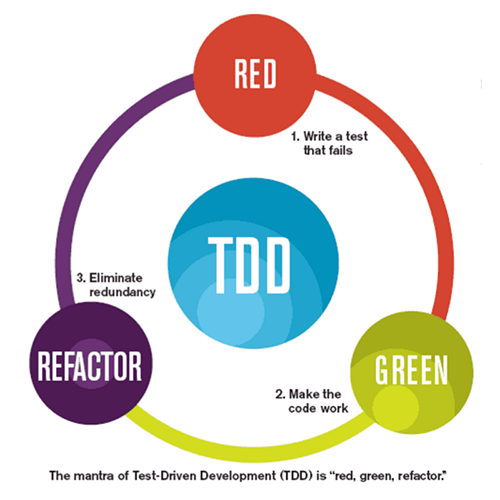 RED
1. Write a test
that fails
TDD
3. Eliminate
redundancy
REFACTOR
GREEN
2. Make the
code work
The mantra of Test-Driven Development (TDD) is “red, green, refactor.”